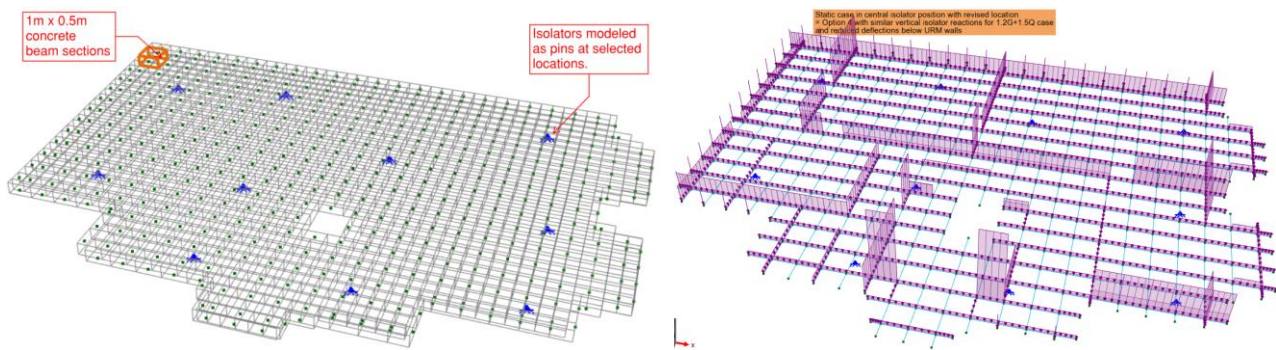 1m x 0.5m
concrete
beam sections
Isolators modeled
as pins at selected
locations.
Static case in central isolator position with revised location
= Option A with similar vertical isolator reactions for 1.2G+1.5Q case
and reduced deflections below URM walls
x